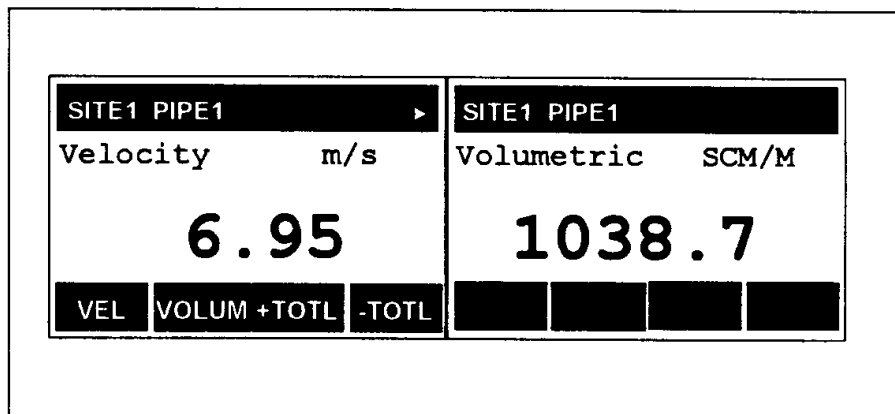 SITE1 PIPE1 ►
Velocity m/s
6.95
VEL VOLUM +TOTL -TOTL
SITE1 PIPE1
Volumetric SCM/M
1038.7